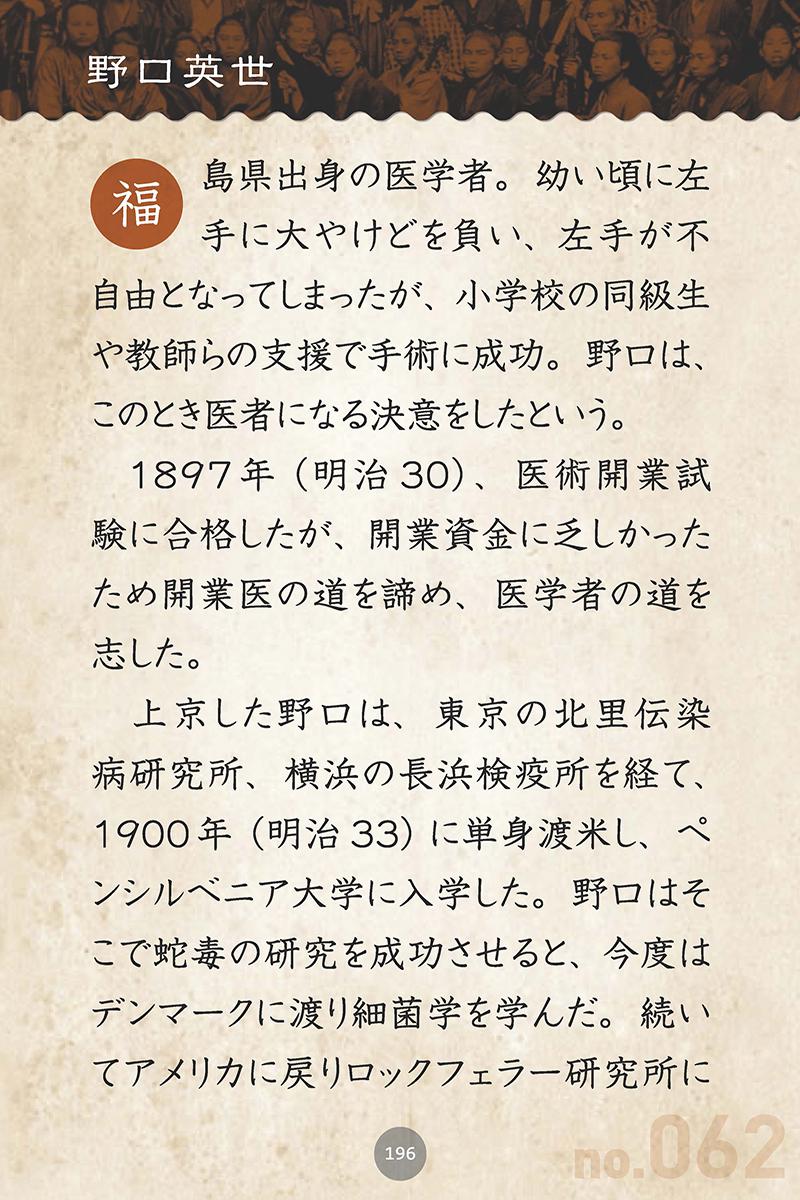 野口英世
福島県出身の医学者。幼い頃に左
手に大やけどを負い、左手が不
自由となってしまったが、小学校の同級生
や教師らの支援で手術に成功。野口は、
このとき医者になる決意をしたという。
1897年（明治30）、医術開業試
験に合格したが、開業資金に乏しかった
ため開業医の道を諦め、医学者の道を
志した。
上京した野口は、東京の北里伝染
病研究所、横浜の長浜検疫所を経て、
1900年（明治33）に単身渡米し、ペ
ンシルベニア大学に入学した。野口はそ
こで蛇毒の研究を成功させると、今度は
デンマークに渡り細菌学を学んだ。続い
てアメリカに戻りロックフェラー研究所に
196
no.062